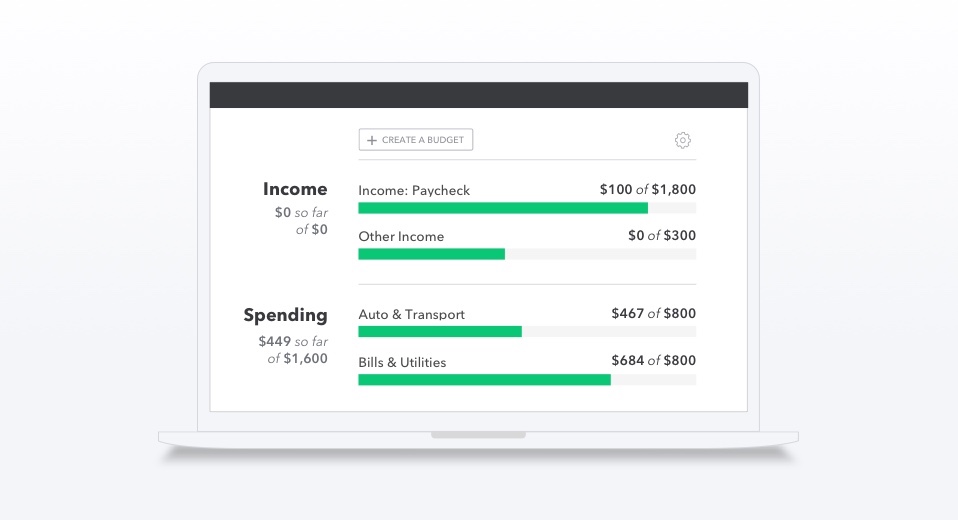 + CREATE A BUDGET
Income
$0 so far
of $0
Income: Paycheck $100 of $1,800
Other Income $0 of $300
Spending
$449 so far
of $1,600
Auto & Transport $467 of $800
Bills & Utilities $684 of $800